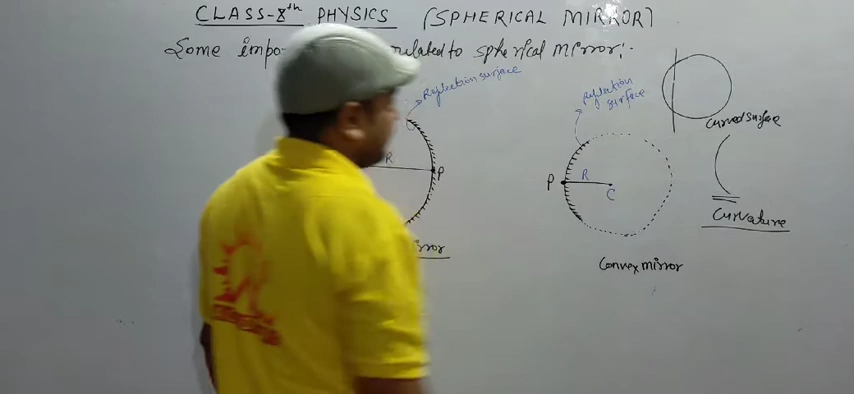 CLASS-8th PHYSICS (SPHERICAL MIRROR)
Some impo related to spherical mirror:-
Reflection surface
R
P
Reflection surface
P R
C
Convex mirror
Curved surface
Curvature